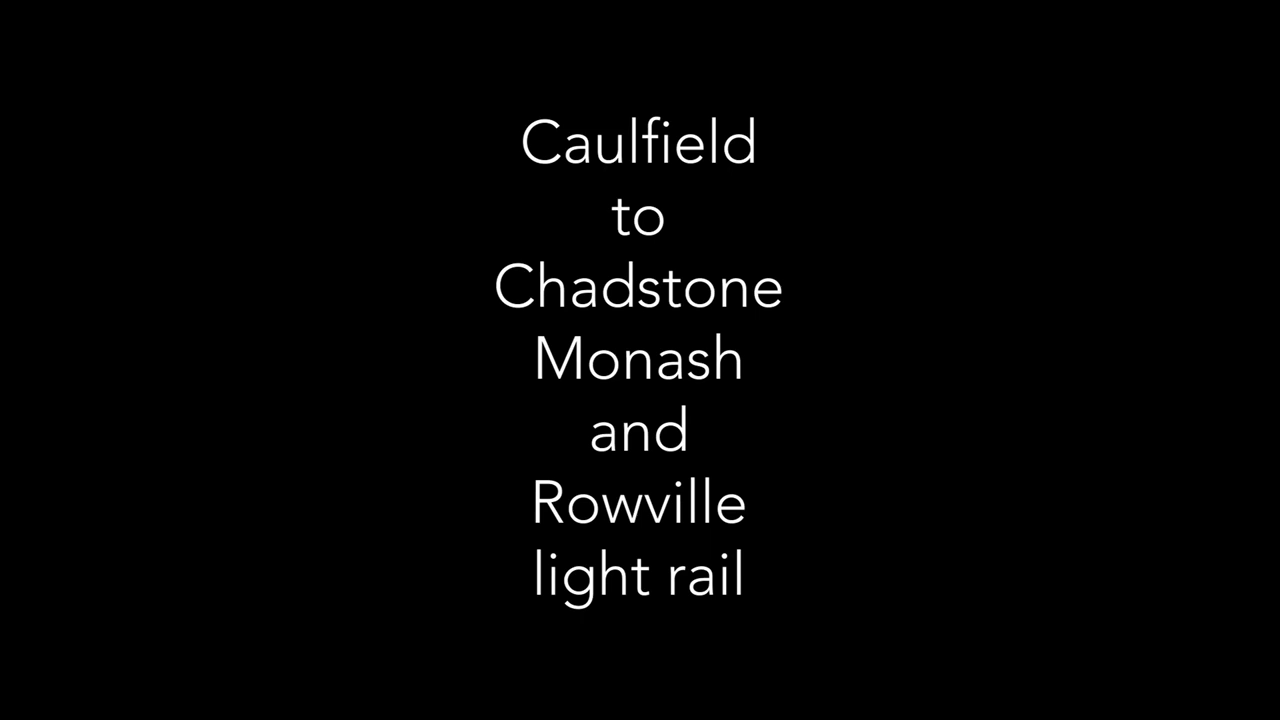 Caulfield
to
Chadstone
Monash
and
Rowville
light rail